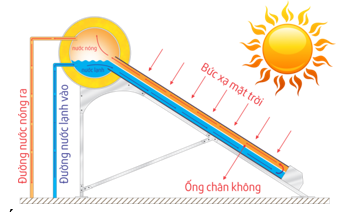 nước nóng
nước lạnh
Bức xạ mặt trời
Ống chân không
Đường nước nóng ra
Đường nước lạnh vào